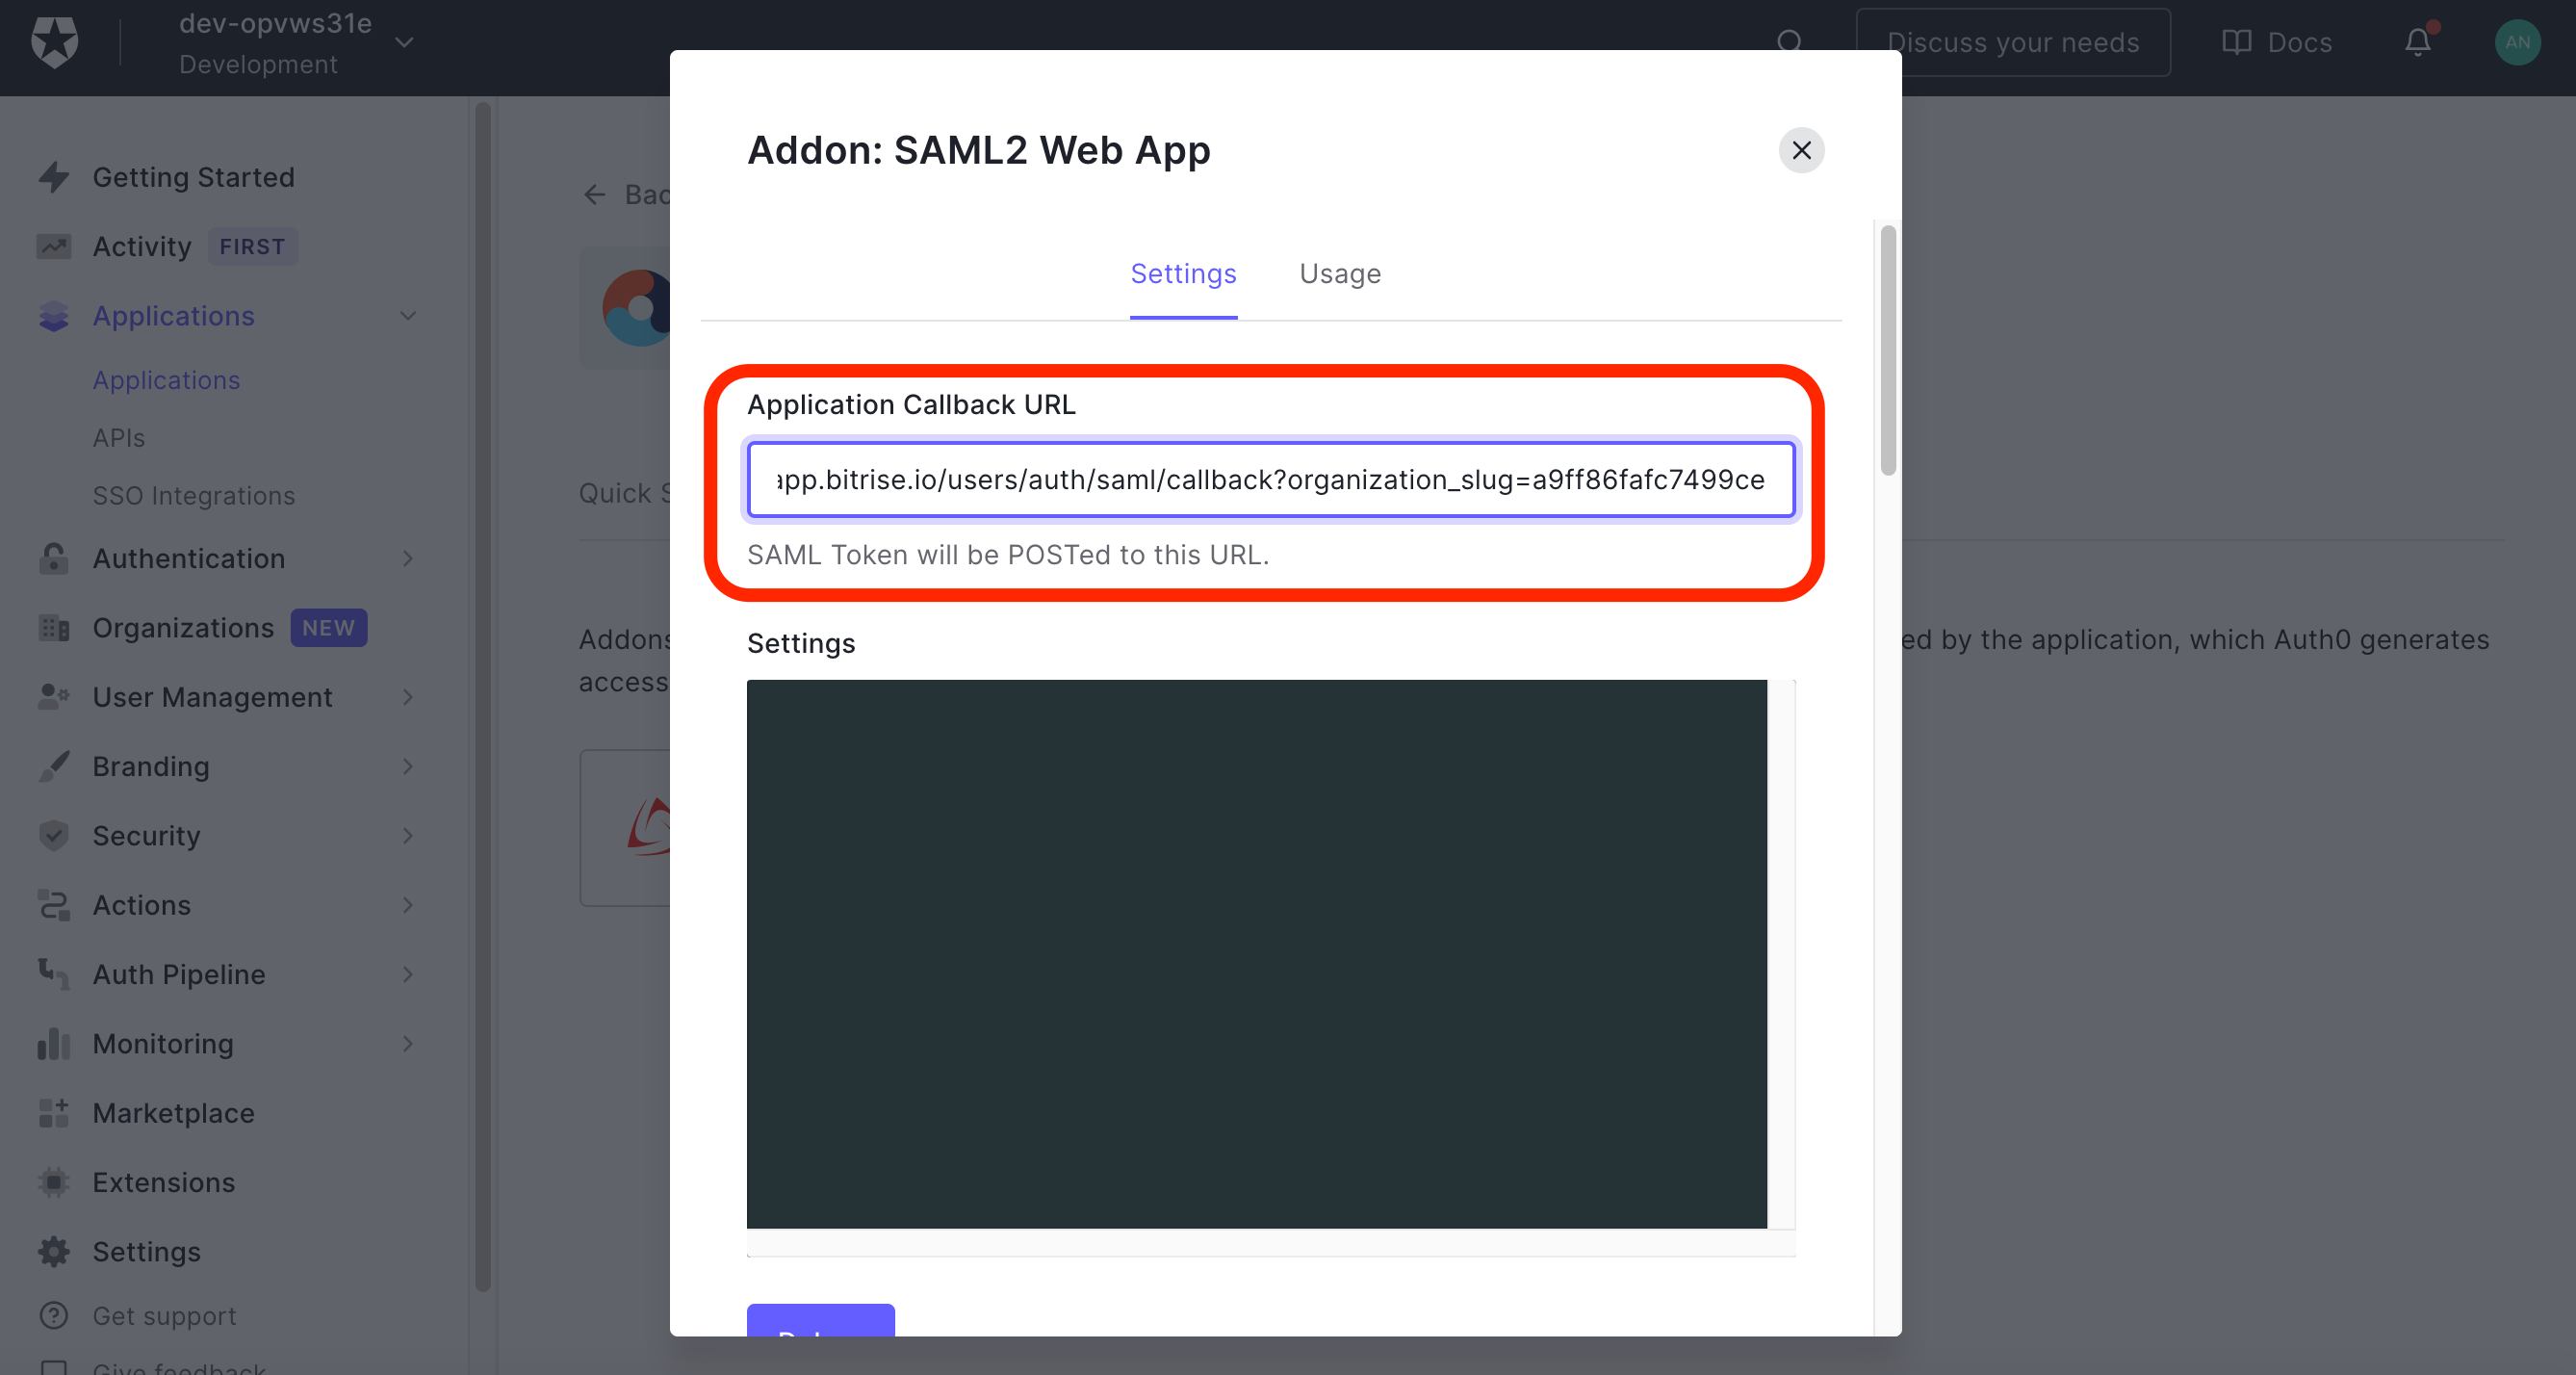 dev-opvws31e
Development
Discuss your needs
Docs
AN
Getting Started
Activity FIRST
Applications
Applications
APIs
SSO Integrations
Authentication
Organizations NEW
User Management
Branding
Security
Actions
Auth Pipeline
Monitoring
Marketplace
Extensions
Settings
Get support
Give feedback
Quick
Addons
access
ed by the application, which Auth0 generates
Addon: SAML2 Web App
Settings Usage
Application Callback URL
app.bitrise.io/users/auth/saml/callback?organization_slug=a9ff86fafc7499ce
SAML Token will be POSTed to this URL.
Settings